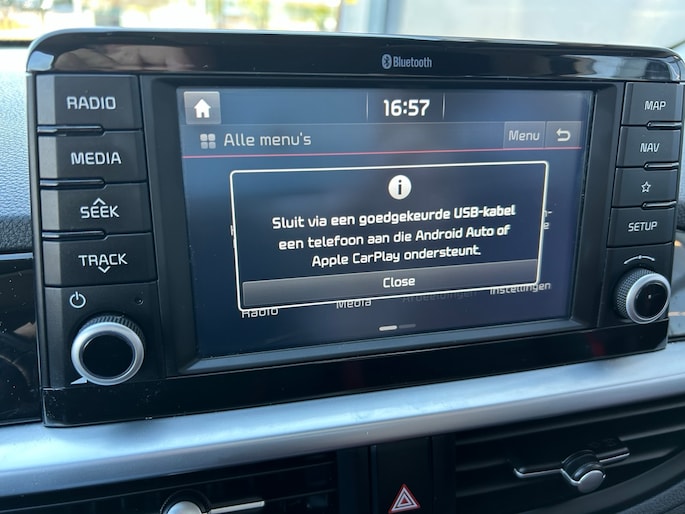 Bluetooth
RADIO
MEDIA
SEEK
TRACK
16:57
Alle menu's
Menu
Sluit via een goedgekeurde USB-kabel
een telefoon aan die Android Auto of
Apple CarPlay ondersteunt.
Close
Radio
Media
Afbeeldingen
Instellingen
MAP
NAV
SETUP